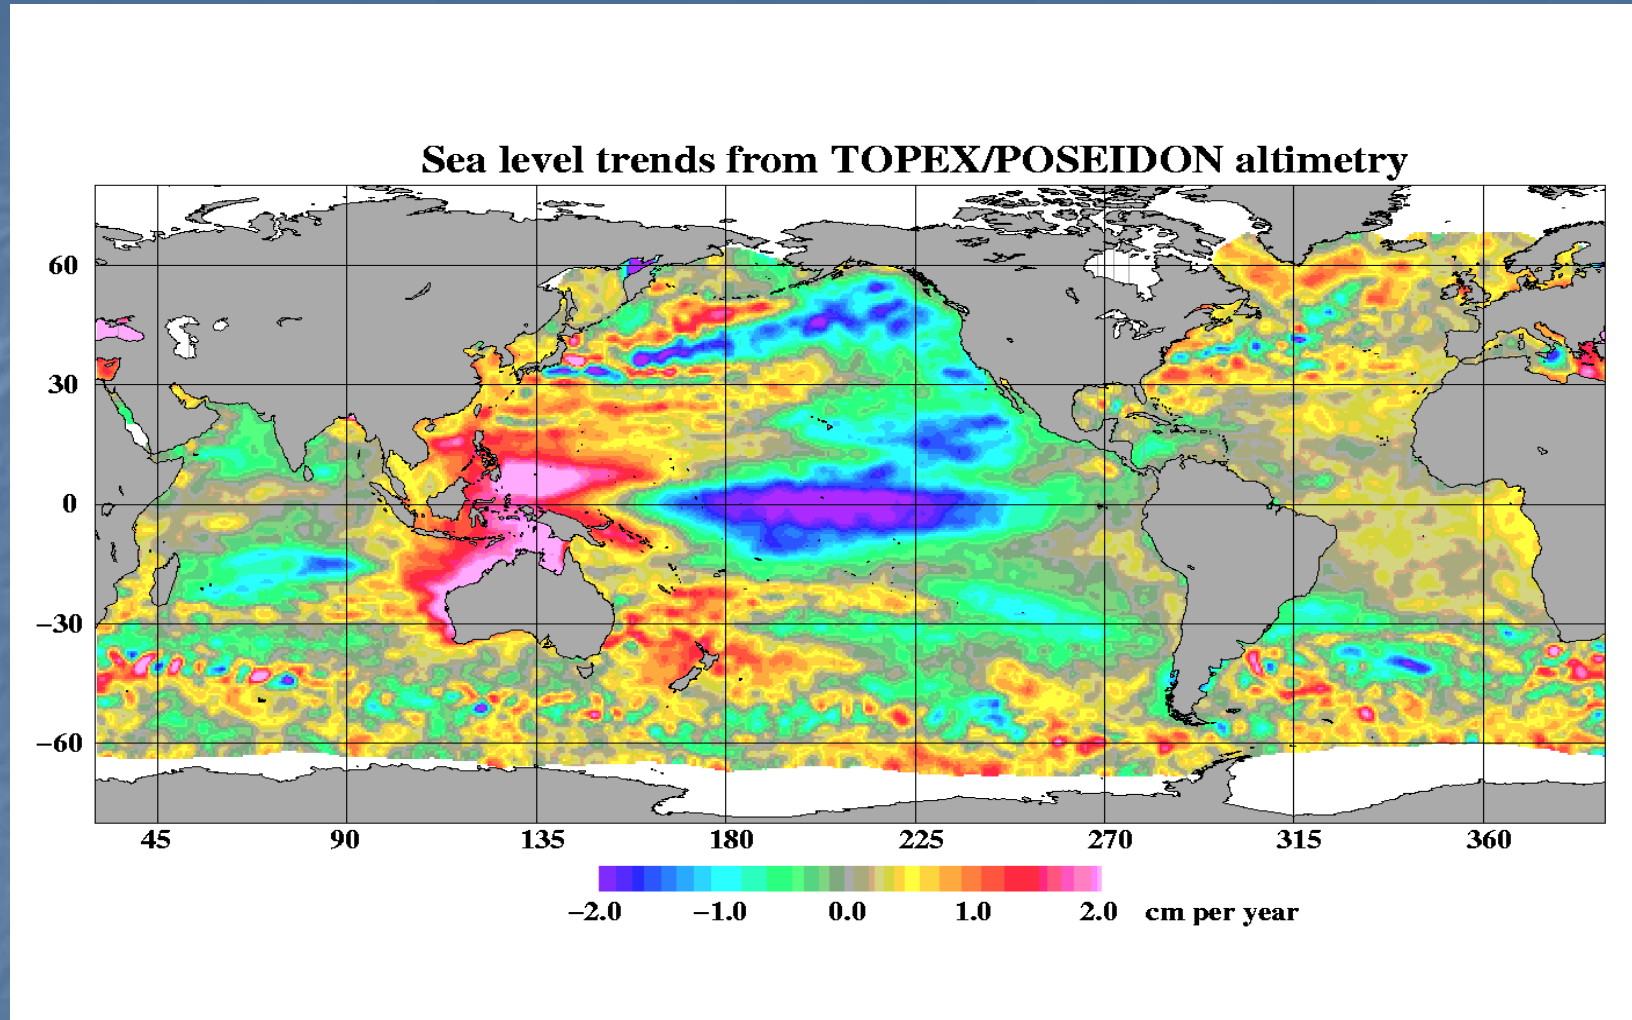 Sea level trends from TOPEX/POSEIDON altimetry
60
30
0
−30
−60
45 90 135 180 225 270 315 360
−2.0 −1.0 0.0 1.0 2.0 cm per year